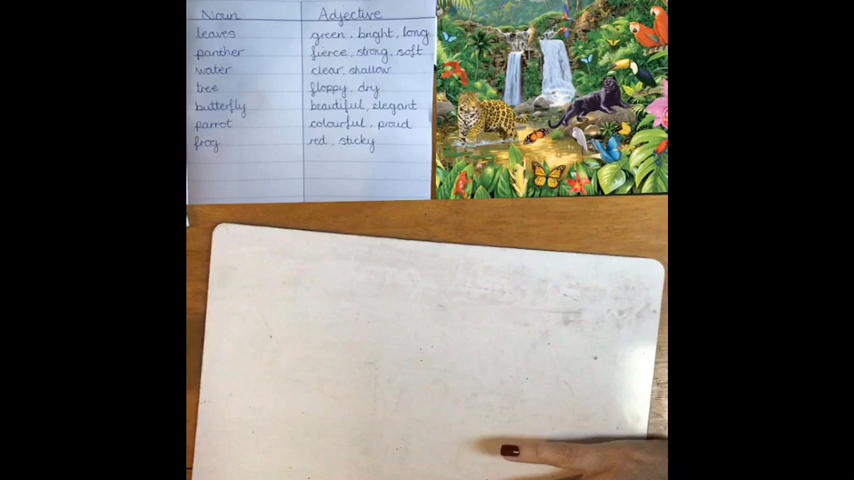 Noun Adjective
leaves green, bright, long
panther fierce, strong, soft
water clear, shallow
tree floppy, dry
butterfly beautiful, elegant
parrot colourful, proud
frog red, sticky